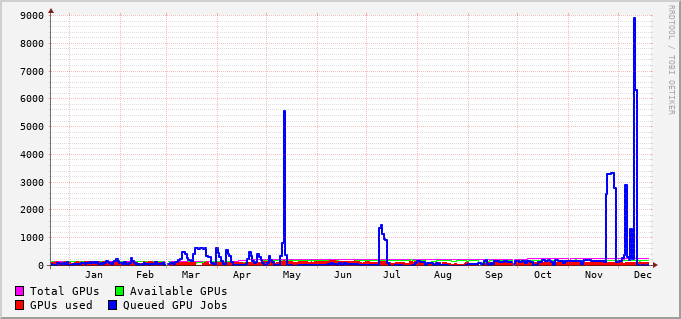 9000
8000
7000
6000
5000
4000
3000
2000
1000
0
Jan Feb Mar Apr May Jun Jul Aug Sep Oct Nov Dec
Total GPUs Available GPUs
GPUs used Queued GPU Jobs
RRDTOOL / TOBI OETIKER